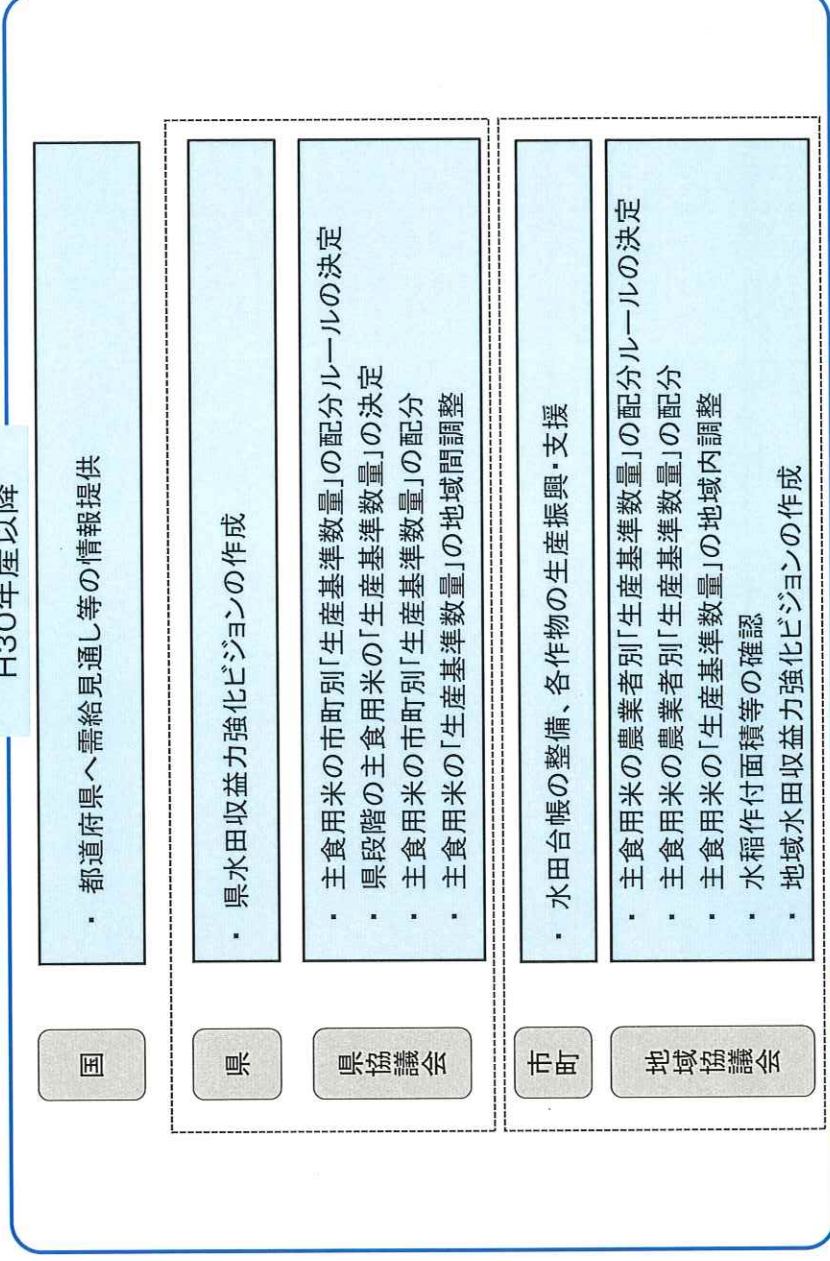 H30年産以降
国
・ 都道府県へ需給見通し等の情報提供
県
・ 県水田収益力強化ビジョンの作成
県協議会
・ 主食用米の市町別「生産基準数量」の配分ルールの決定
・ 県段階の主食用米の「生産基準数量」の決定
・ 主食用米の市町別「生産基準数量」の配分
・ 主食用米の「生産基準数量」の地域間調整
市町
・ 水田台帳の整備、各作物の生産振興・支援
地域協議会
・ 主食用米の農業者別「生産基準数量」の配分ルールの決定
・ 主食用米の農業者別「生産基準数量」の配分
・ 主食用米の「生産基準数量」の地域内調整
・ 水稲作付面積等の確認
・ 地域水田収益力強化ビジョンの作成